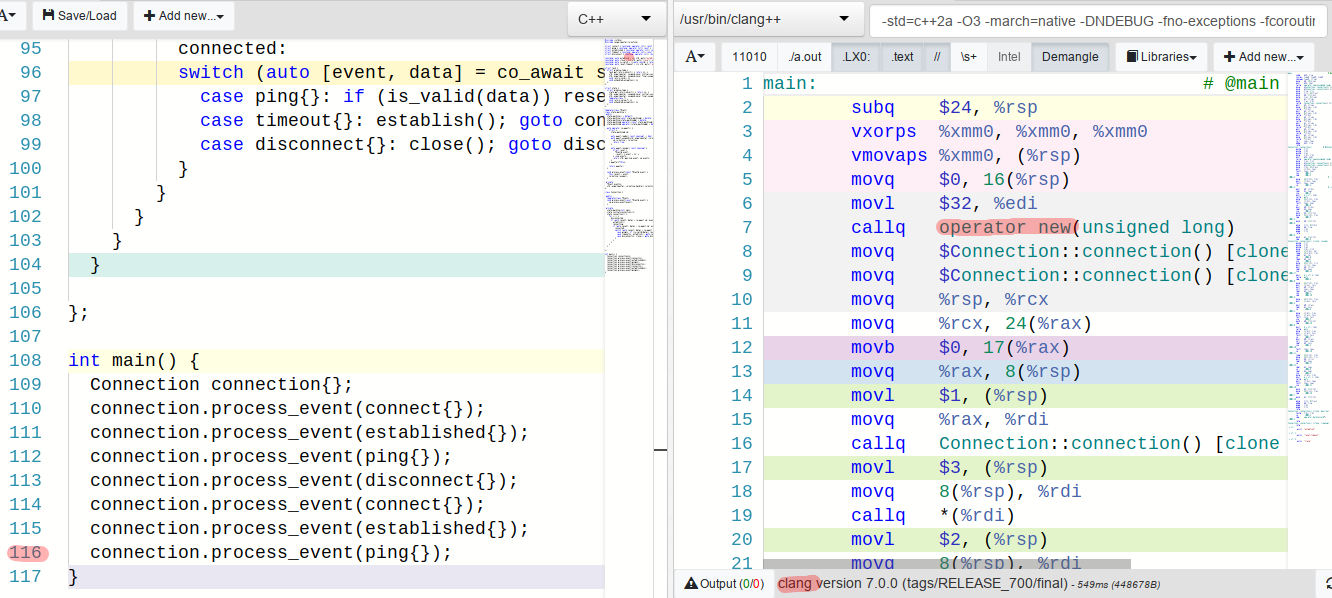 A▾ Save/Load + Add new...▾ C++
95 connected:
96 switch (auto [event, data] = co_await s
97 case ping{}: if (is_valid(data)) rese
98 case timeout{}: establish(); goto con
99 case disconnect{}: close(); goto disc
100 }
101 }
102 }
103 }
104 }
105
106 };
107
108 int main() {
109 Connection connection{};
110 connection.process_event(connect{});
111 connection.process_event(established{});
112 connection.process_event(ping{});
113 connection.process_event(disconnect{});
114 connection.process_event(connect{});
115 connection.process_event(established{});
116 connection.process_event(ping{});
117 }
/usr/bin/clang++ -std=c++2a -O3 -march=native -DNDEBUG -fno-exceptions -fcoroutin
A▾ 11010 ./a.out .LX0: .text // \s+ Intel Demangle Libraries▾ + Add new...▾
1 main: # @main
2 subq $24, %rsp
3 vxorps %xmm0, %xmm0, %xmm0
4 vmovaps %xmm0, (%rsp)
5 movq $0, 16(%rsp)
6 movl $32, %edi
7 callq operator new(unsigned long)
8 movq $Connection::connection() [clone
9 movq $Connection::connection() [clone
10 movq %rsp, %rcx
11 movq %rcx, 24(%rax)
12 movb $0, 17(%rax)
13 movq %rax, 8(%rsp)
14 movl $1, (%rsp)
15 movq %rax, %rdi
16 callq Connection::connection() [clone
17 movl $3, (%rsp)
18 movq 8(%rsp), %rdi
19 callq *(%rdi)
20 movl $2, (%rsp)
21 movq 8(%rsp), %rdi
Output (0/0) clang version 7.0.0 (tags/RELEASE_700/final) - 549ms (448678B)